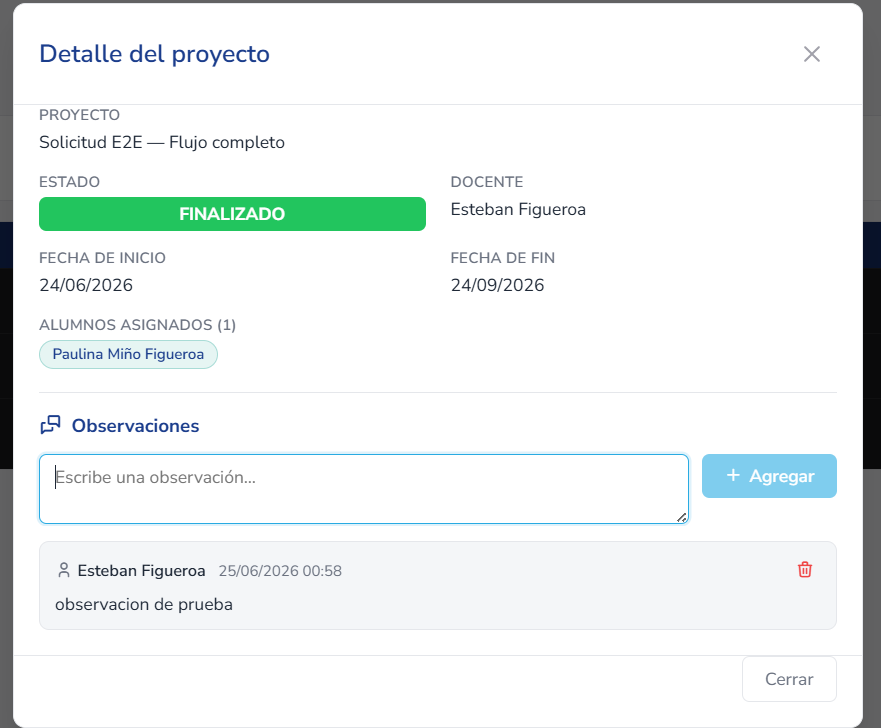 Detalle del proyecto
PROYECTO
Solicitud E2E — Flujo completo
ESTADO
FINALIZADO
DOCENTE
Esteban Figueroa
FECHA DE INICIO
24/06/2026
FECHA DE FIN
24/09/2026
ALUMNOS ASIGNADOS (1)
Paulina Miño Figueroa
Observaciones
Escribe una observación...
+ Agregar
Esteban Figueroa 25/06/2026 00:58
observacion de prueba
Cerrar